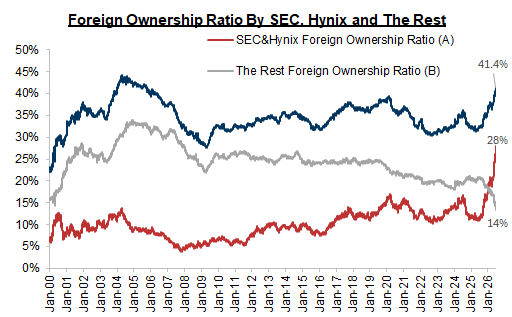 Foreign Ownership Ratio By SEC, Hynix and The Rest
50%
45%
40%
35%
30%
25%
20%
15%
10%
5%
0%
SEC&Hynix Foreign Ownership Ratio (A)
The Rest Foreign Ownership Ratio (B)
41.4%
28%
14%
Jan-00
Jan-01
Jan-02
Jan-03
Jan-04
Jan-05
Jan-06
Jan-07
Jan-08
Jan-09
Jan-10
Jan-11
Jan-12
Jan-13
Jan-14
Jan-15
Jan-16
Jan-17
Jan-18
Jan-19
Jan-20
Jan-21
Jan-22
Jan-23
Jan-24
Jan-25
Jan-26